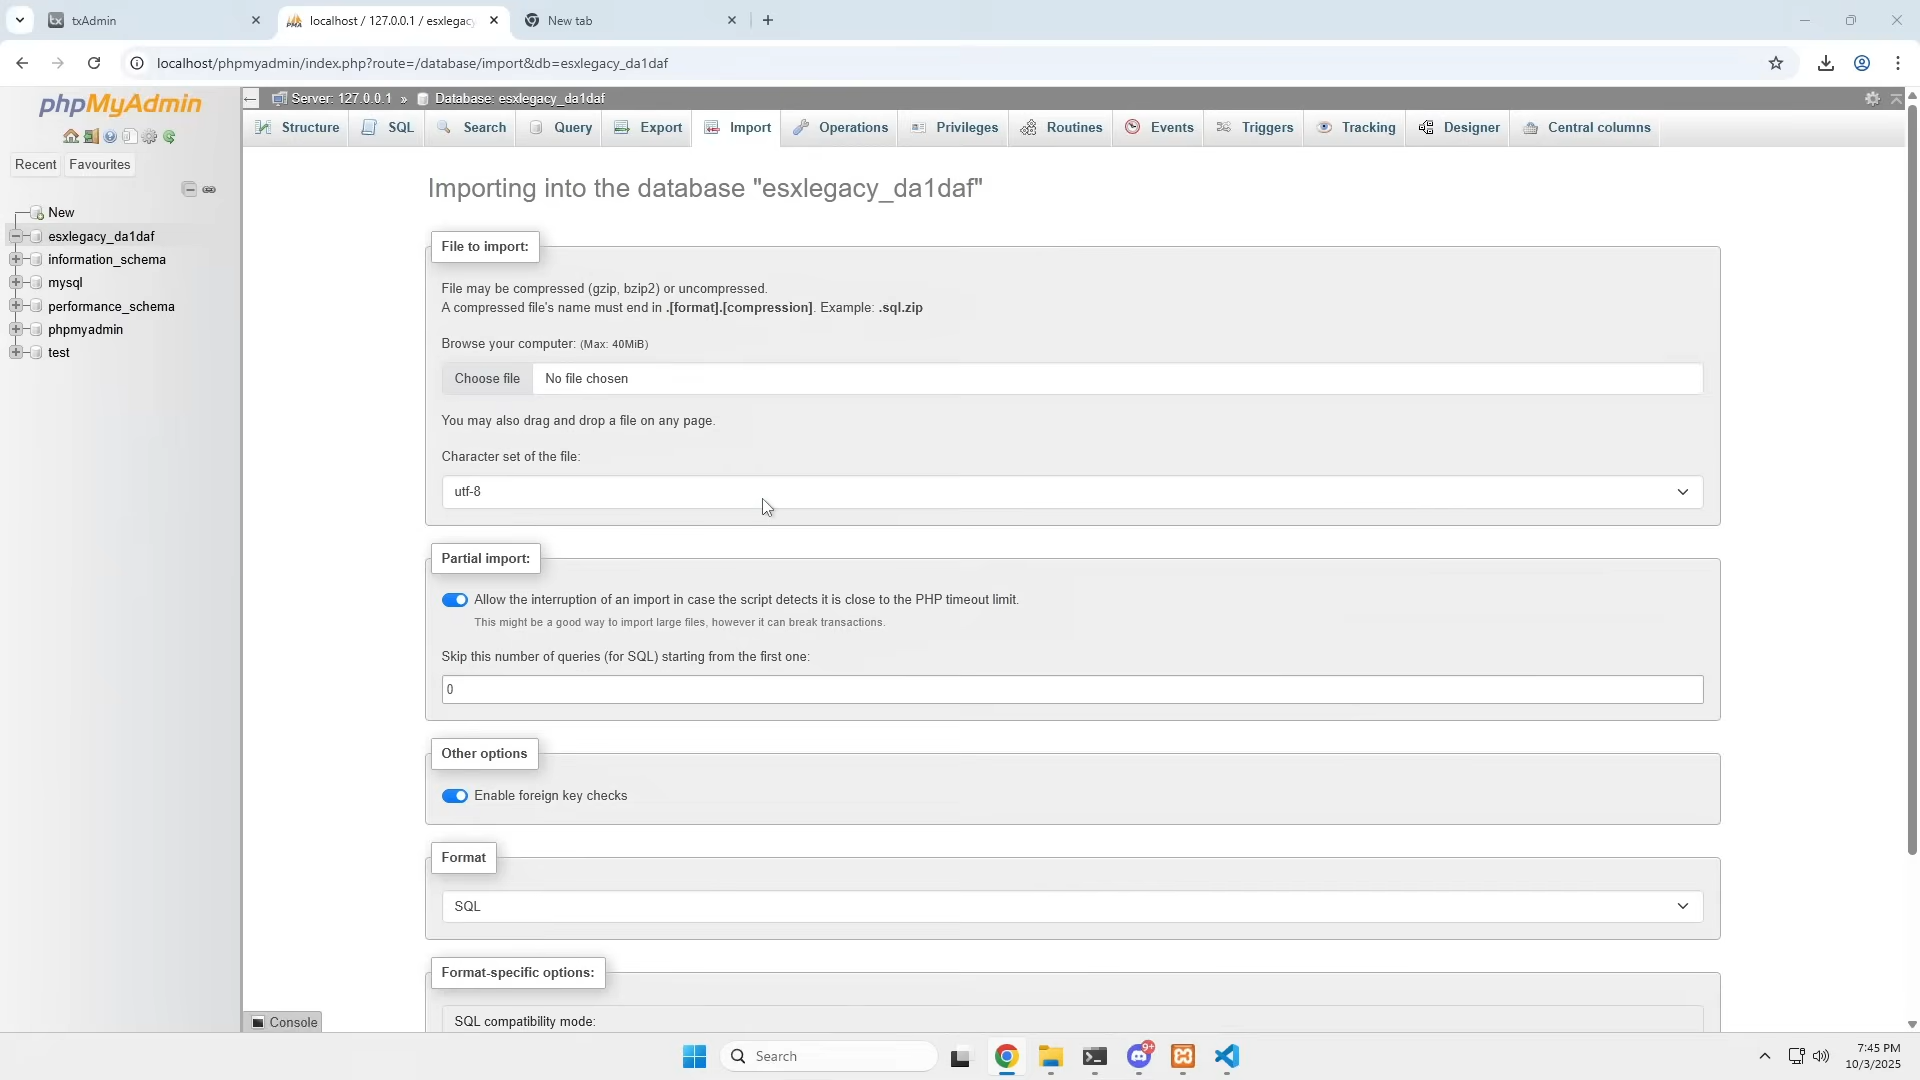 txAdmin
localhost / 127.0.0.1 / esxlegacy
New tab
localhost/phpmyadmin/index.php?route=/database/import&db=esxlegacy_da1daf
phpMyAdmin
Server: 127.0.0.1 » Database: esxlegacy_da1daf
Structure
SQL
Search
Query
Export
Import
Operations
Privileges
Routines
Events
Triggers
Tracking
Designer
Central columns
Recent
Favourites
New
esxlegacy_da1daf
information_schema
mysql
performance_schema
phpmyadmin
test
Importing into the database "esxlegacy_da1daf"
File to import:
File may be compressed (gzip, bzip2) or uncompressed.
A compressed file's name must end in .[format].[compression]. Example: .sql.zip
Browse your computer: (Max: 40MiB)
Choose file No file chosen
You may also drag and drop a file on any page.
Character set of the file:
utf-8
Partial import:
Allow the interruption of an import in case the script detects it is close to the PHP timeout limit.
This might be a good way to import large files, however it can break transactions.
Skip this number of queries (for SQL) starting from the first one:
0
Other options
Enable foreign key checks
Format
SQL
Format-specific options:
SQL compatibility mode:
Console
Search
9+
7:45 PM
10/3/2025